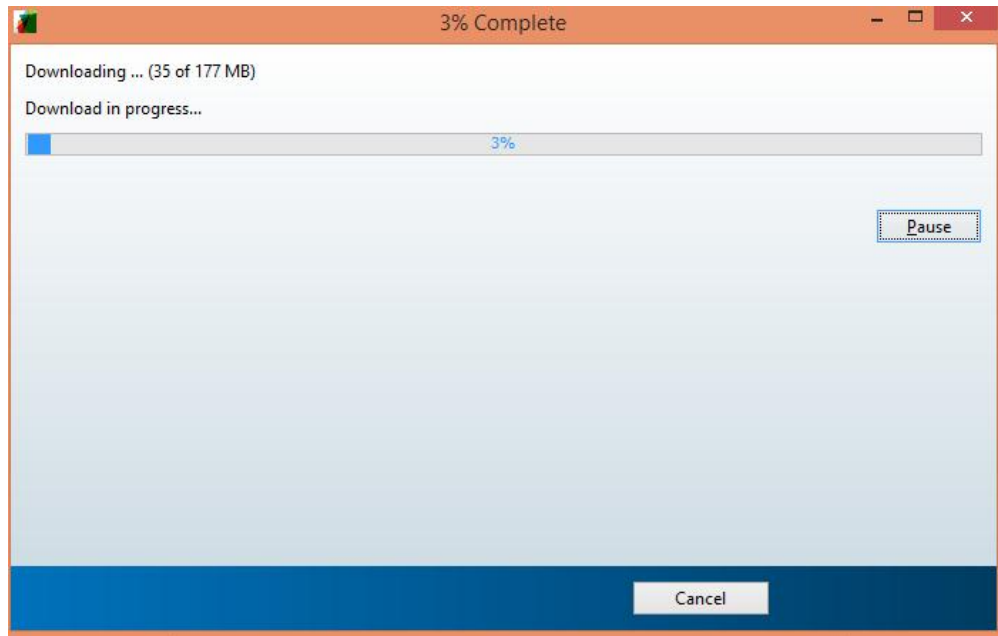 3% Complete
Downloading ... (35 of 177 MB)
Download in progress...
3%
Pause
Cancel